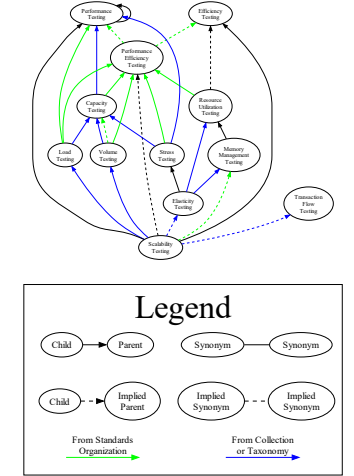 Performance
Testing
Efficiency
Testing
Performance
Efficiency
Testing
Capacity
Testing
Resource
Utilization
Testing
Load
Testing
Volume
Testing
Stress
Testing
Memory
Management
Testing
Elasticity
Testing
Transaction
Flow
Testing
Scalability
Testing
Legend
Child
Parent
Synonym
Synonym
Child
Implied
Parent
Implied
Synonym
Implied
Synonym
From Standards
Organization
From Collection
or Taxonomy